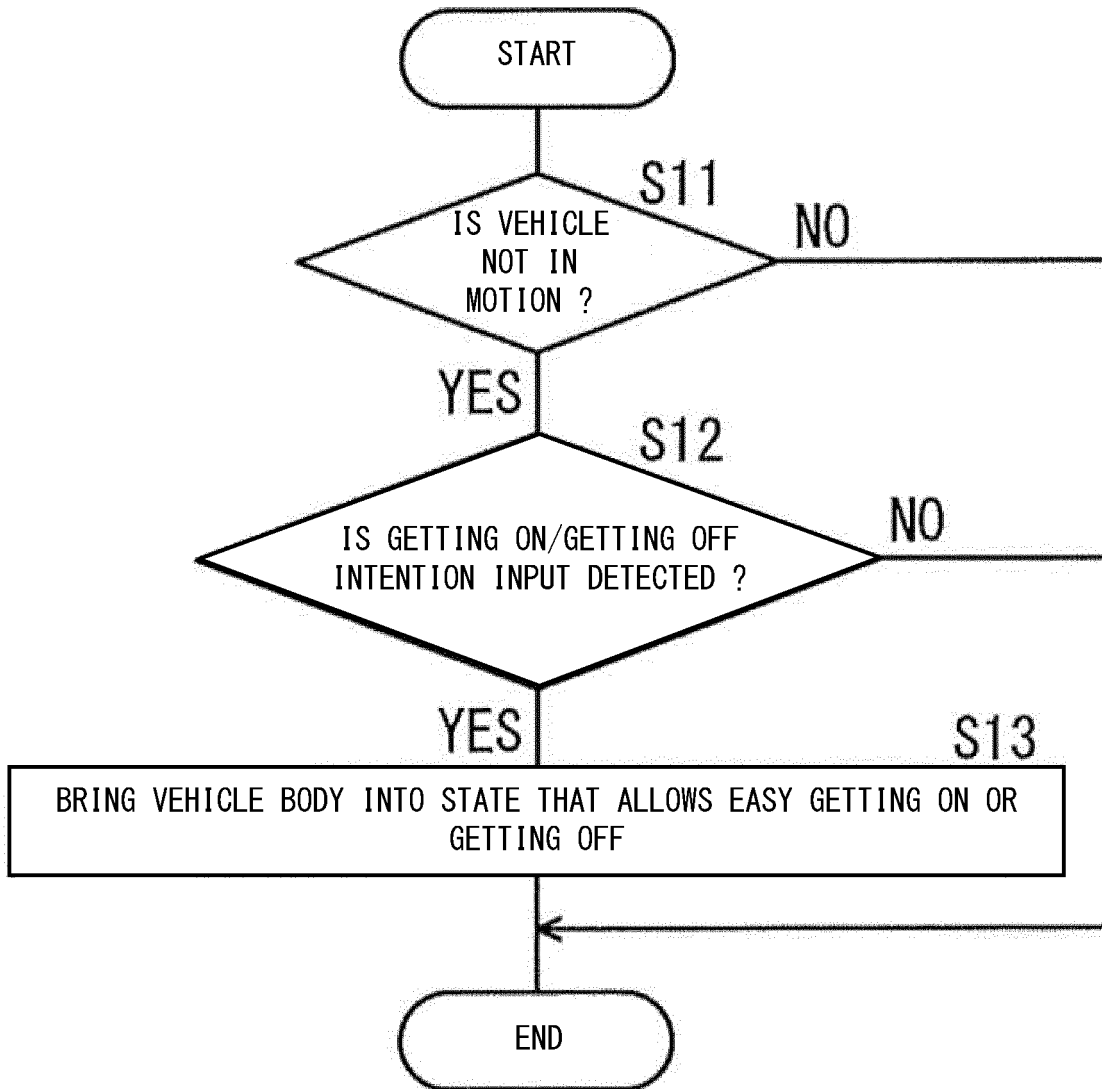 START
S11
IS VEHICLE
NOT IN
MOTION ?
NO
YES
S12
IS GETTING ON/GETTING OFF
INTENTION INPUT DETECTED ?
NO
YES
S13
BRING VEHICLE BODY INTO STATE THAT ALLOWS EASY GETTING ON OR
GETTING OFF
END